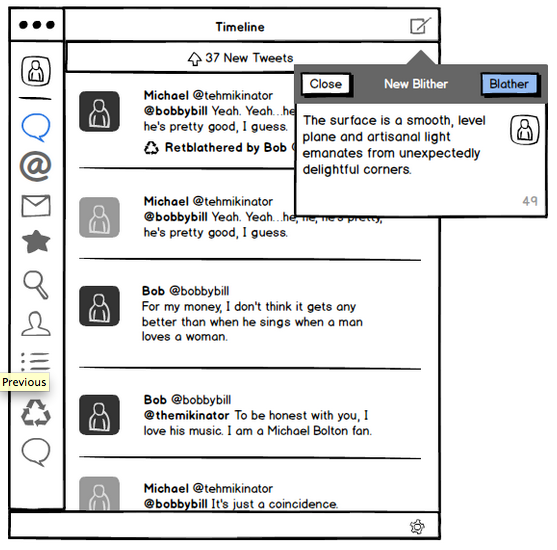 Timeline
37 New Tweets
Close
New Blither
Blather
The surface is a smooth, level
plane and artisanal light
emanates from unexpectedly
delightful corners.
49
Michael @tehmikinator
@bobbybill Yeah. Yeah...he
he's pretty good, I guess.
Retblathered by Bob
Michael @tehmikinator
@bobbybill Yeah. Yeah...he, he, he's pretty,
he's pretty good, I guess.
Bob @bobbybill
For my money, I don't think it gets any
better than when he sings when a man
loves a woman.
Bob @bobbybill
@themikinator To be honest with you, I
love his music. I am a Michael Bolton fan.
Michael @tehmikinator
@bobbybill It's just a coincidence.
@
Previous